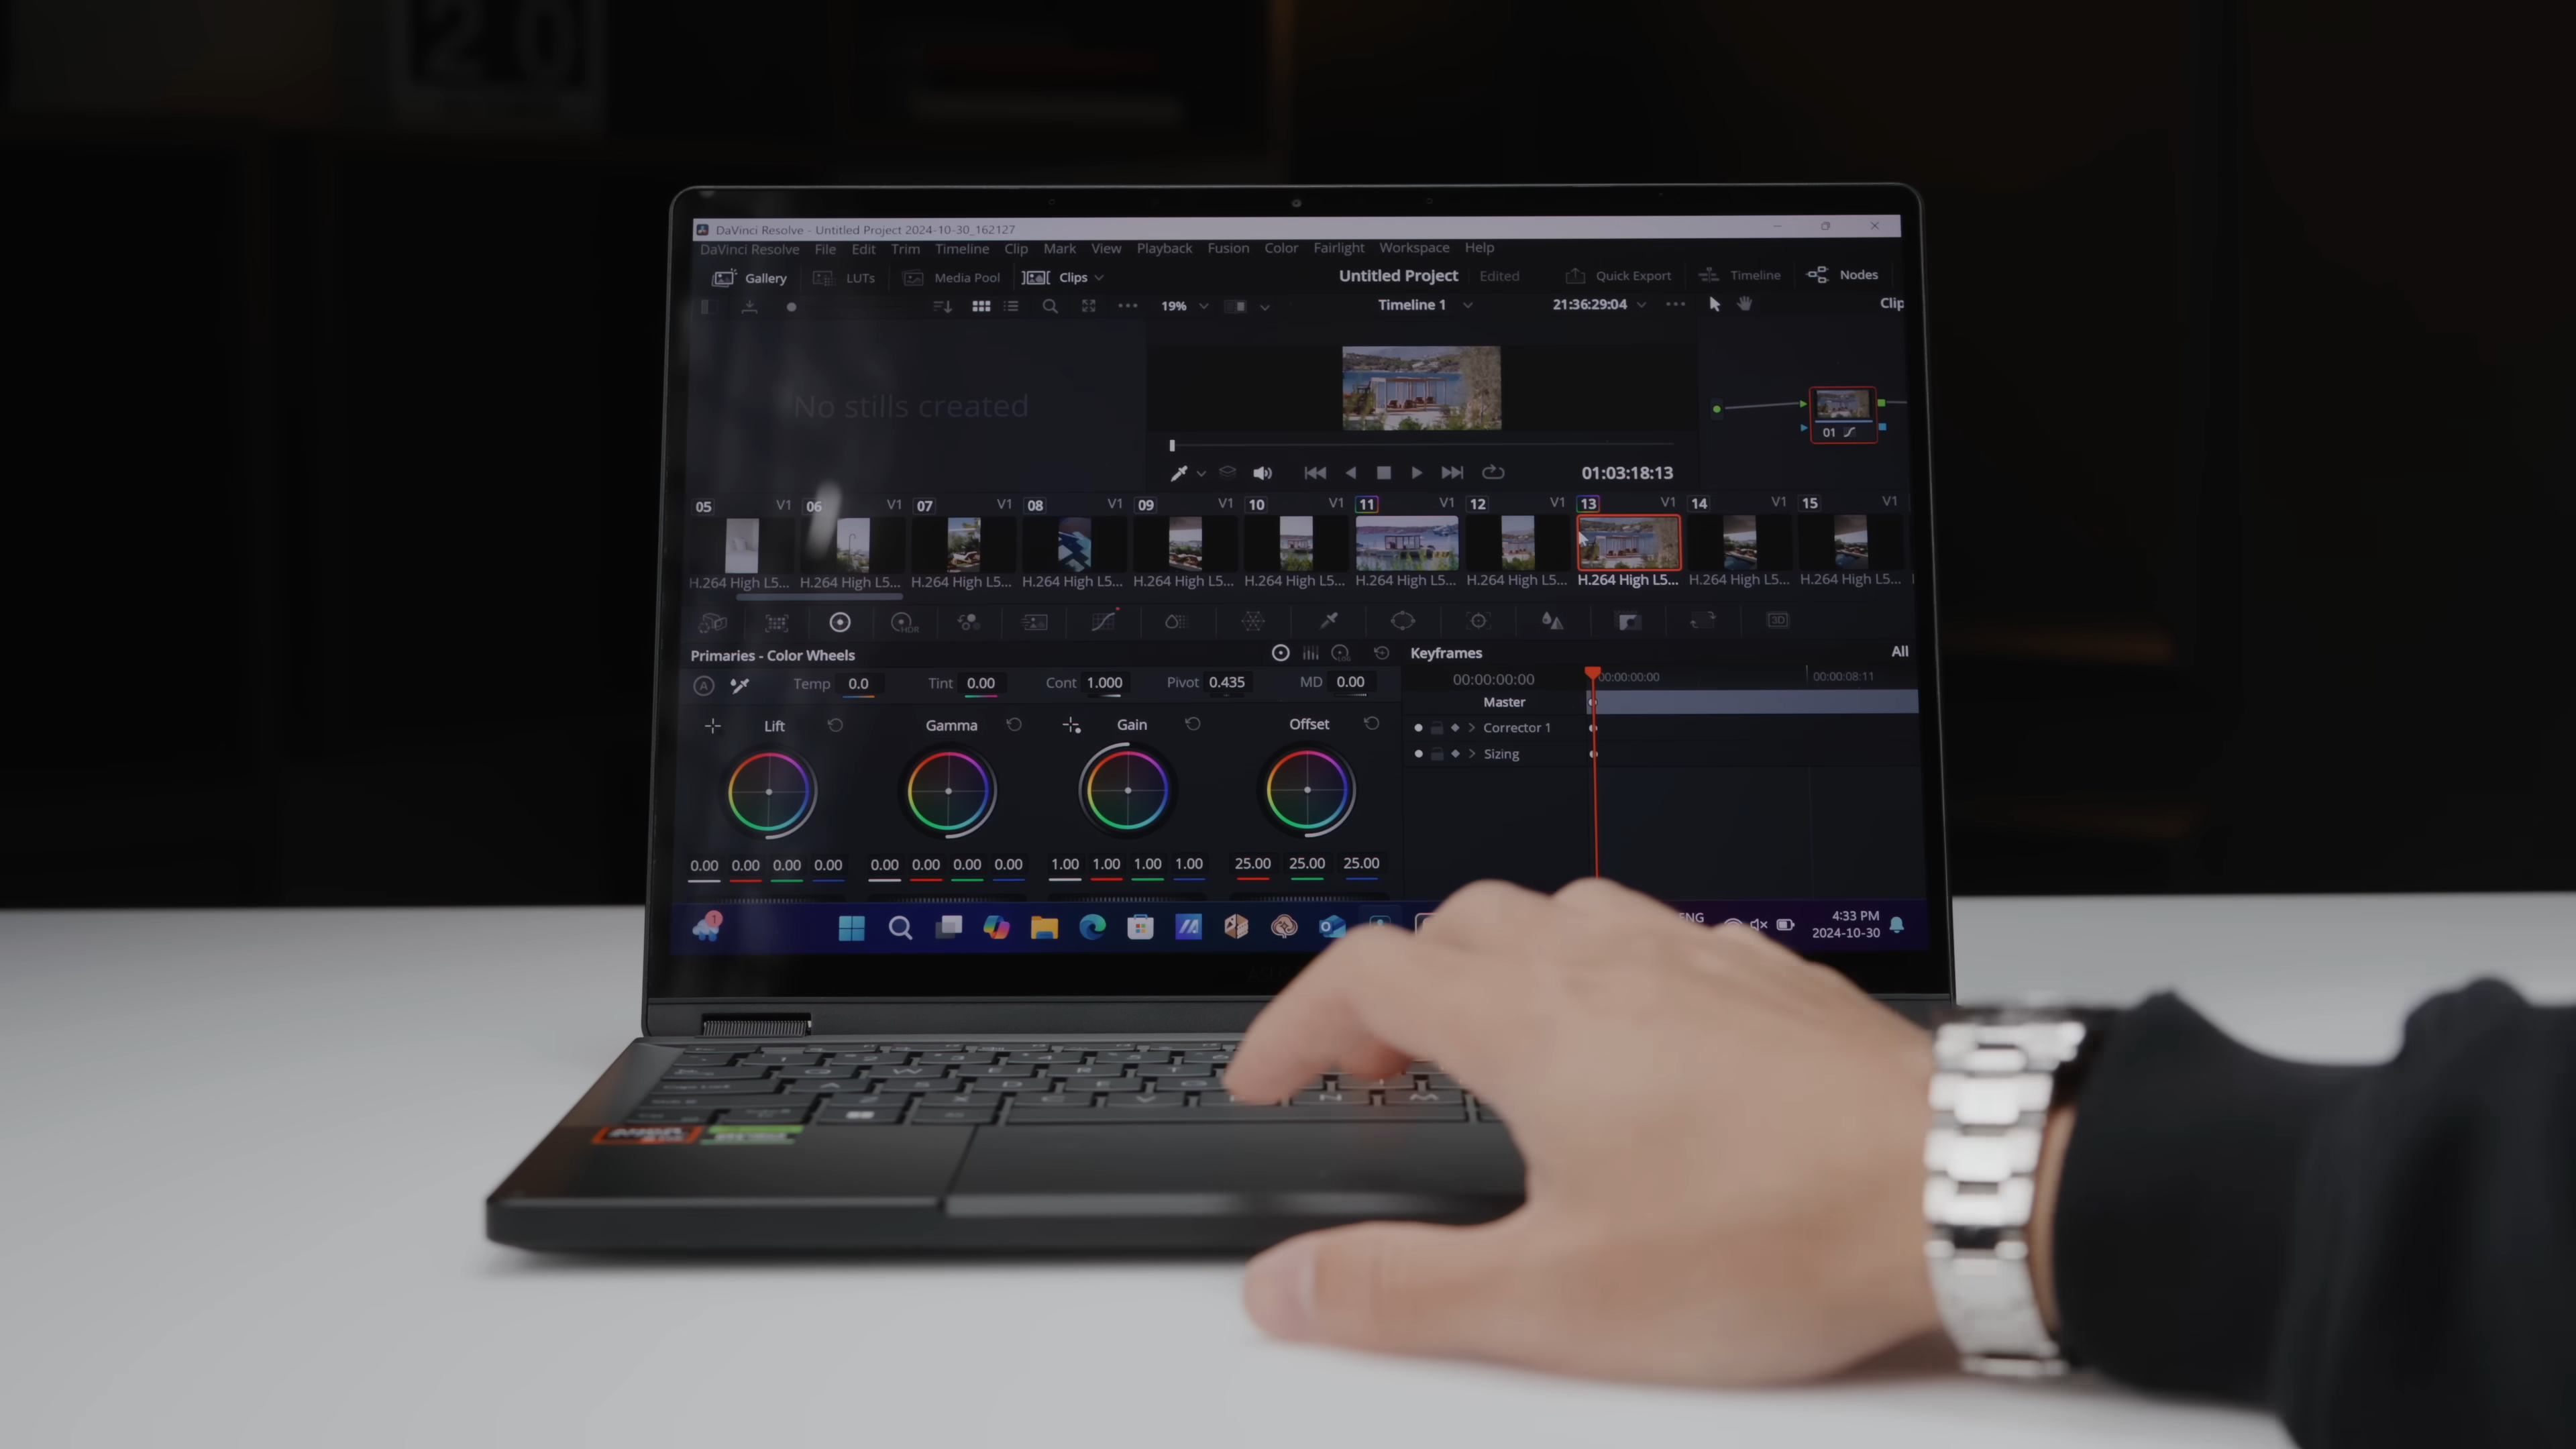 20
DaVinci Resolve - Untitled Project 2024-10-30_162127
DaVinci Resolve File Edit Trim Timeline Clip Mark View Playback Fusion Color Fairlight Workspace Help
Gallery LUTs Media Pool Clips Untitled Project Edited Quick Export Timeline Nodes
19% Timeline 1 21:36:29:04 Clip
No stills created
01
01:03:18:13
05 V1 06 V1 07 V1 08 V1 09 V1 10 V1 11 V1 12 V1 13 V1 14 V1 15 V1
H.264 High L5... H.264 High L5... H.264 High L5... H.264 High L5... H.264 High L5... H.264 High L5... H.264 High L5... H.264 High L5... H.264 High L5... H.264 High L5... H.264 High L5...
HDR 3D
Primaries - Color Wheels LOG Keyframes All
A Temp 0.0 Tint 0.00 Cont 1.000 Pivot 0.435 MD 0.00 00:00:00:00 00:00:00:00 00:00:08:11
Master
Lift Gamma Gain Offset Corrector 1
Sizing
0.00 0.00 0.00 0.00 0.00 0.00 0.00 0.00 1.00 1.00 1.00 1.00 25.00 25.00 25.00
1 ENG 4:33 PM
2024-10-30
Q W E R T
A S D F G
Z X C V N M